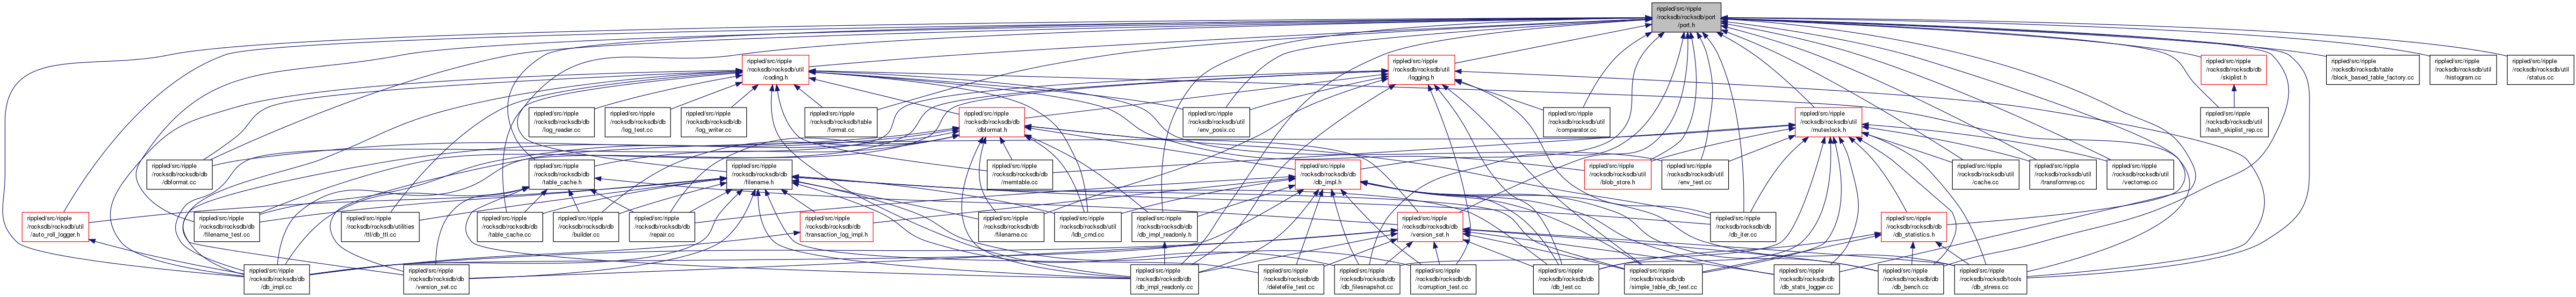 rippled/src/ripple
/rocksdb/rocksdb/port
/port.h
rippled/src/ripple
/rocksdb/rocksdb/util
/coding.h
rippled/src/ripple
/rocksdb/rocksdb/util
/logging.h
rippled/src/ripple
/rocksdb/rocksdb/db
/skiplist.h
rippled/src/ripple
/rocksdb/rocksdb/table
/block_based_table_factory.cc
rippled/src/ripple
/rocksdb/rocksdb/util
/histogram.cc
rippled/src/ripple
/rocksdb/rocksdb/util
/status.cc
rippled/src/ripple
/rocksdb/rocksdb/db
/log_reader.cc
rippled/src/ripple
/rocksdb/rocksdb/db
/log_test.cc
rippled/src/ripple
/rocksdb/rocksdb/db
/log_writer.cc
rippled/src/ripple
/rocksdb/rocksdb/table
/format.cc
rippled/src/ripple
/rocksdb/rocksdb/db
/dbformat.h
rippled/src/ripple
/rocksdb/rocksdb/util
/env_posix.cc
rippled/src/ripple
/rocksdb/rocksdb/util
/comparator.cc
rippled/src/ripple
/rocksdb/rocksdb/util
/mutexlock.h
rippled/src/ripple
/rocksdb/rocksdb/util
/hash_skiplist_rep.cc
rippled/src/ripple
/rocksdb/rocksdb/db
/dbformat.cc
rippled/src/ripple
/rocksdb/rocksdb/db
/table_cache.h
rippled/src/ripple
/rocksdb/rocksdb/db
/filename.h
rippled/src/ripple
/rocksdb/rocksdb/db
/memtable.cc
rippled/src/ripple
/rocksdb/rocksdb/db
/db_impl.h
rippled/src/ripple
/rocksdb/rocksdb/util
/blob_store.h
rippled/src/ripple
/rocksdb/rocksdb/util
/env_test.cc
rippled/src/ripple
/rocksdb/rocksdb/util
/cache.cc
rippled/src/ripple
/rocksdb/rocksdb/util
/transformrep.cc
rippled/src/ripple
/rocksdb/rocksdb/util
/vectorrep.cc
rippled/src/ripple
/rocksdb/rocksdb/util
/auto_roll_logger.h
rippled/src/ripple
/rocksdb/rocksdb/db
/filename_test.cc
rippled/src/ripple
/rocksdb/rocksdb/utilities
/ttl/db_ttl.cc
rippled/src/ripple
/rocksdb/rocksdb/db
/table_cache.cc
rippled/src/ripple
/rocksdb/rocksdb/db
/builder.cc
rippled/src/ripple
/rocksdb/rocksdb/db
/repair.cc
rippled/src/ripple
/rocksdb/rocksdb/db
/transaction_log_impl.h
rippled/src/ripple
/rocksdb/rocksdb/db
/filename.cc
rippled/src/ripple
/rocksdb/rocksdb/util
/ldb_cmd.cc
rippled/src/ripple
/rocksdb/rocksdb/db
/db_impl_readonly.h
rippled/src/ripple
/rocksdb/rocksdb/db
/version_set.h
rippled/src/ripple
/rocksdb/rocksdb/db
/db_iter.cc
rippled/src/ripple
/rocksdb/rocksdb/db
/db_statistics.h
rippled/src/ripple
/rocksdb/rocksdb/db
/db_impl.cc
rippled/src/ripple
/rocksdb/rocksdb/db
/version_set.cc
rippled/src/ripple
/rocksdb/rocksdb/db
/db_impl_readonly.cc
rippled/src/ripple
/rocksdb/rocksdb/db
/deletefile_test.cc
rippled/src/ripple
/rocksdb/rocksdb/db
/db_filesnapshot.cc
rippled/src/ripple
/rocksdb/rocksdb/db
/corruption_test.cc
rippled/src/ripple
/rocksdb/rocksdb/db
/db_test.cc
rippled/src/ripple
/rocksdb/rocksdb/db
/simple_table_db_test.cc
rippled/src/ripple
/rocksdb/rocksdb/db
/db_stats_logger.cc
rippled/src/ripple
/rocksdb/rocksdb/db
/db_bench.cc
rippled/src/ripple
/rocksdb/rocksdb/tools
/db_stress.cc